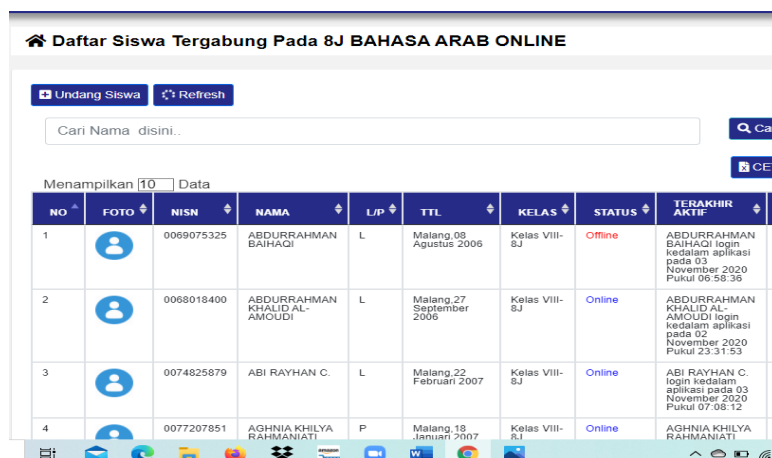 Daftar Siswa Tergabung Pada 8J BAHASA ARAB ONLINE
Undang Siswa
Refresh
Cari Nama disini..
Ca
CE
Menampilkan 10 Data
NO FOTO NISN NAMA L/P TTL KELAS STATUS TERAKHIR
AKTIF
1 0069075325 ABDURRAHMAN L Malang,08 Kelas VIII- Offline ABDURRAHMAN
BAIHAQI Agustus 2006 8J BAIHAQI login
kedalam aplikasi
pada 03
November 2020
Pukul 06:58:36
2 0068018400 ABDURRAHMAN L Malang,27 Kelas VIII- Online ABDURRAHMAN
KHALID AL- September 8J KHALID AL-
AMOUDI 2006 AMOUDI login
kedalam aplikasi
pada 02
November 2020
Pukul 23:31:53
3 0074825879 ABI RAYHAN C. L Malang,22 Kelas VIII- Online ABI RAYHAN C.
Februari 2007 8J login kedalam
aplikasi pada 03
November 2020
Pukul 07:08:12
4 0077207851 AGHNIA KHILYA P Malang,18 Kelas VIII- Online AGHNIA KHILYA
RAHMANIATI Januari 2007 8J RAHMANIATI